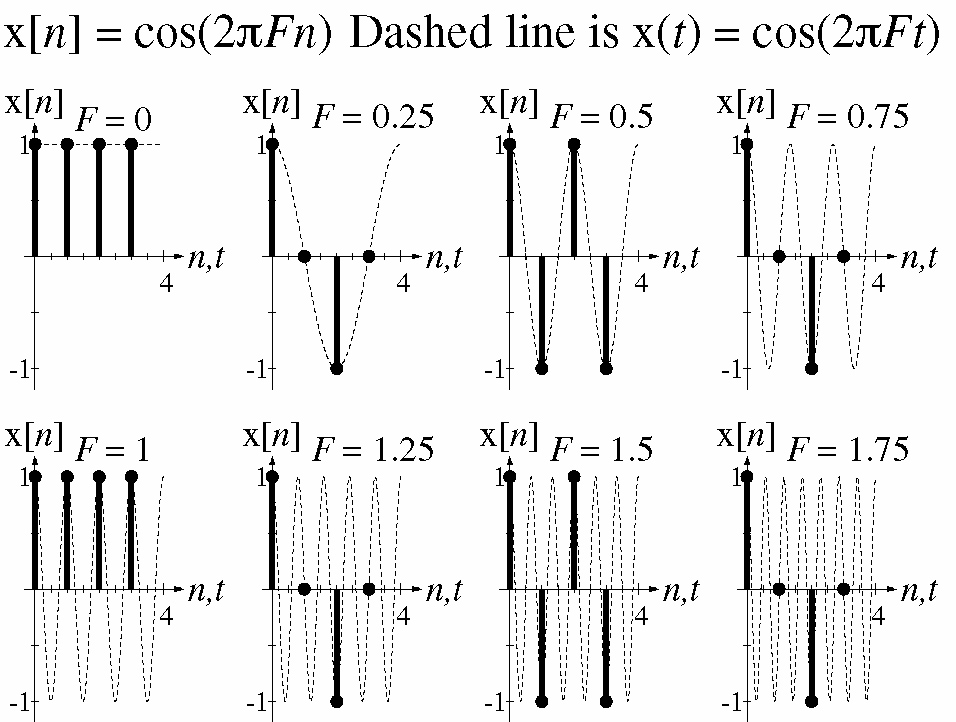 x[n] = cos(2πFn) Dashed line is x(t) = cos(2πFt)
x[n] F = 0
1
n,t
4
-1
x[n] F = 0.25
1
n,t
4
-1
x[n] F = 0.5
1
n,t
4
-1
x[n] F = 0.75
1
n,t
4
-1
x[n] F = 1
1
n,t
4
-1
x[n] F = 1.25
1
n,t
4
-1
x[n] F = 1.5
1
n,t
4
-1
x[n] F = 1.75
1
n,t
4
-1